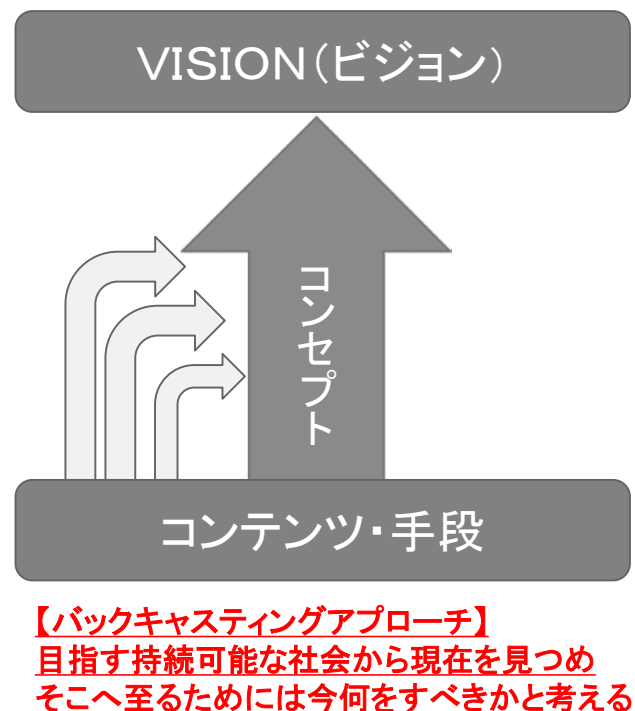 VISION（ビジョン）
コンセプト
コンテンツ・手段
【バックキャスティングアプローチ】
目指す持続可能な社会から現在を見つめ
そこへ至るためには今何をすべきかと考える